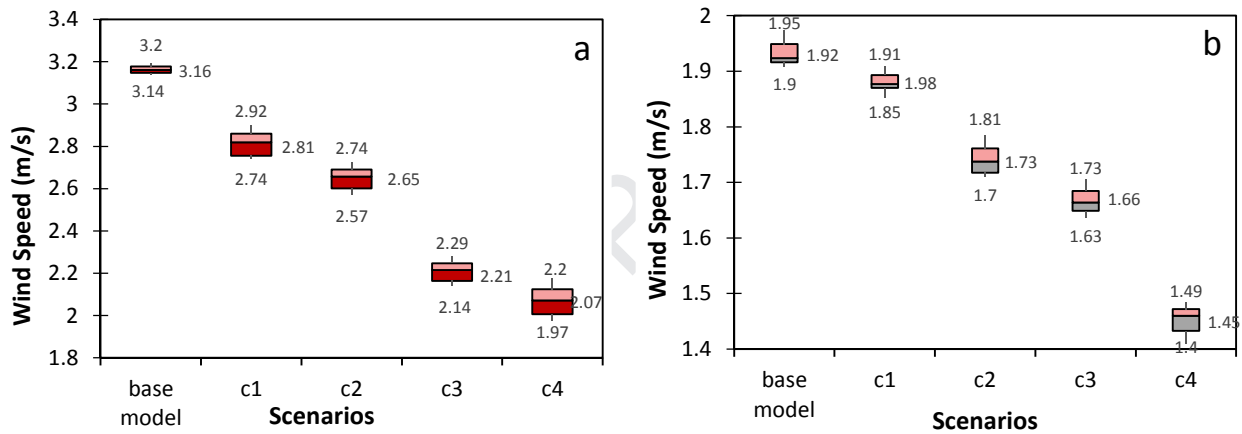 a
Wind Speed (m/s)
3.4
3.2
3
2.8
2.6
2.4
2.2
2
1.8
3.2
3.16
3.14
2.92
2.81
2.74
2.74
2.65
2.57
2.29
2.21
2.14
2.2
2.07
1.97
base model
c1
c2
c3
c4
Scenarios
b
Wind Speed (m/s)
2
1.9
1.8
1.7
1.6
1.5
1.4
1.95
1.92
1.9
1.91
1.98
1.85
1.81
1.73
1.7
1.73
1.66
1.63
1.49
1.45
1.4
base model
c1
c2
c3
c4
Scenarios